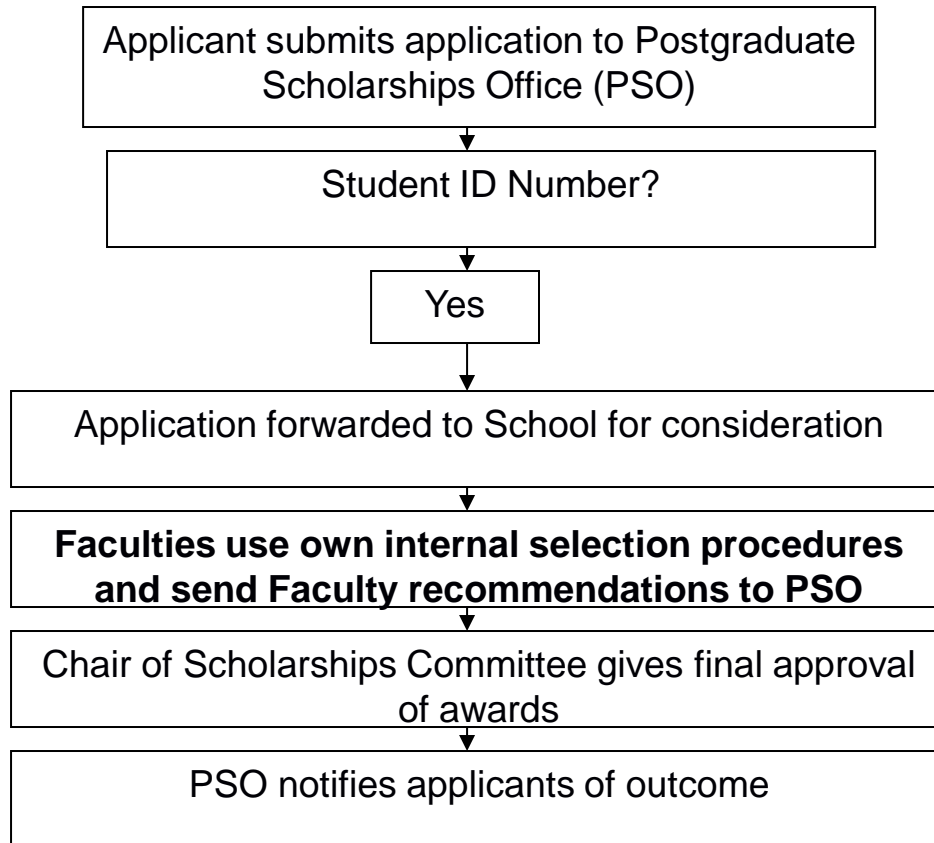 Applicant submits application to Postgraduate
Scholarships Office (PSO)
Student ID Number?
Yes
Application forwarded to School for consideration
Faculties use own internal selection procedures
and send Faculty recommendations to PSO
Chair of Scholarships Committee gives final approval
of awards
PSO notifies applicants of outcome